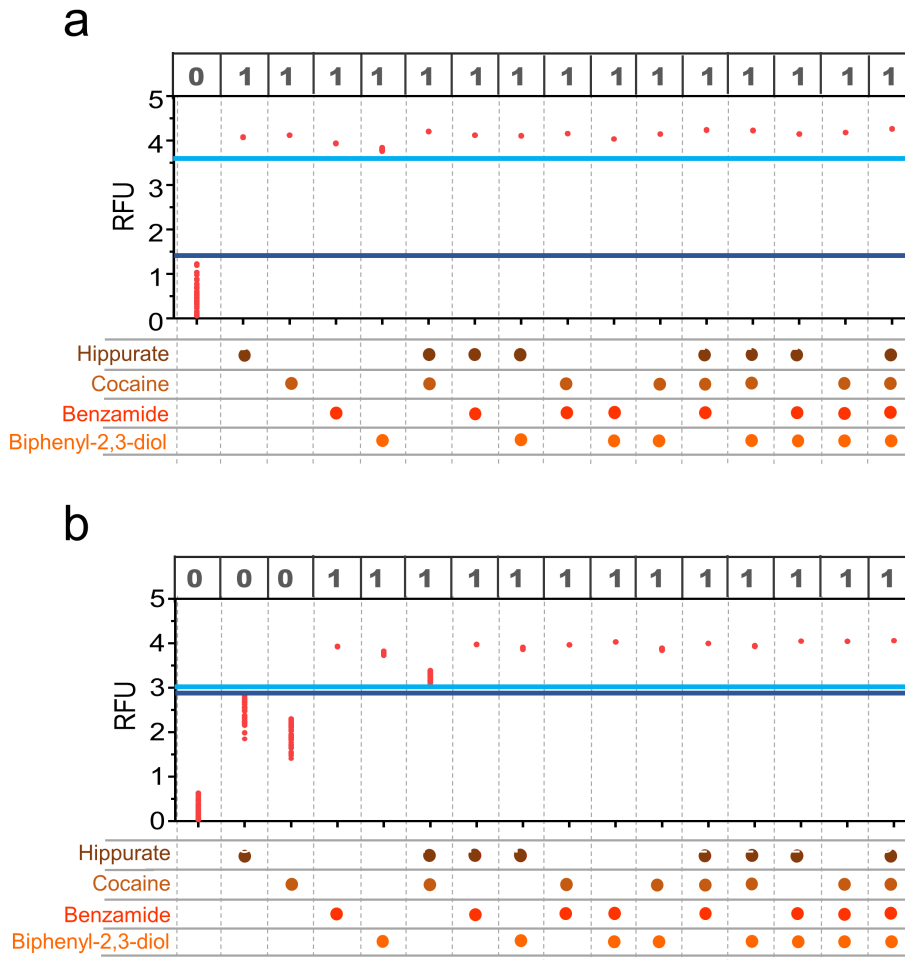 a
0 1 1 1 1 1 1 1 1 1 1 1 1 1 1 1
5
4
3
2
1
0
RFU
Hippurate
Cocaine
Benzamide
Biphenyl-2,3-diol
b
0 0 0 1 1 1 1 1 1 1 1 1 1 1 1 1
5
4
3
2
1
0
RFU
Hippurate
Cocaine
Benzamide
Biphenyl-2,3-diol